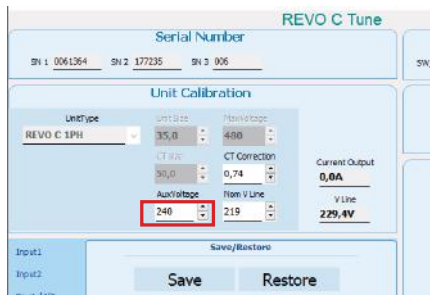 REVO C Tune
Serial Number
SN 1 0061364 SN 2 177235 SN 3 006
SW
Unit Calibration
UnitType Unit Size MaxVoltage
REVO C 1PH 35,0 480
CT Size CT Correction Current Output
50,0 0,74 0,0A
AuxVoltage Nom V Line V Line
240 219 229,4V
Input1 Save/Restore
Input2
Save Restore